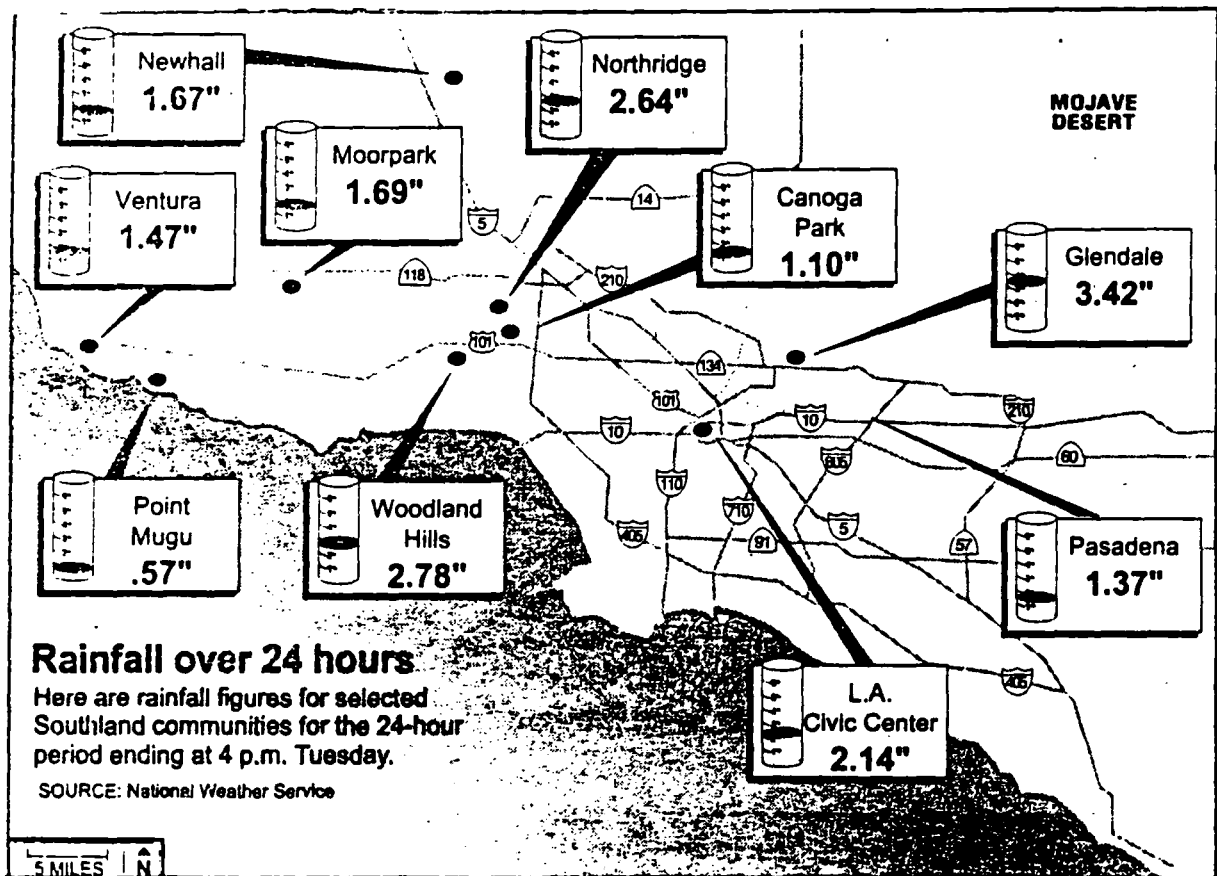 Newhall
1.67"
Northridge
2.64"
MOJAVE
DESERT
Moorpark
1.69"
Ventura
1.47"
Canoga
Park
1.10"
Glendale
3.42"
14
5
118
210
101
134
101
10
10
210
60
605
110
710
5
405
91
57
405
Point
Mugu
.57"
Woodland
Hills
2.78"
Pasadena
1.37"
L.A.
Civic Center
2.14"
Rainfall over 24 hours
Here are rainfall figures for selected
Southland communities for the 24-hour
period ending at 4 p.m. Tuesday.
SOURCE: National Weather Service
5 MILES N